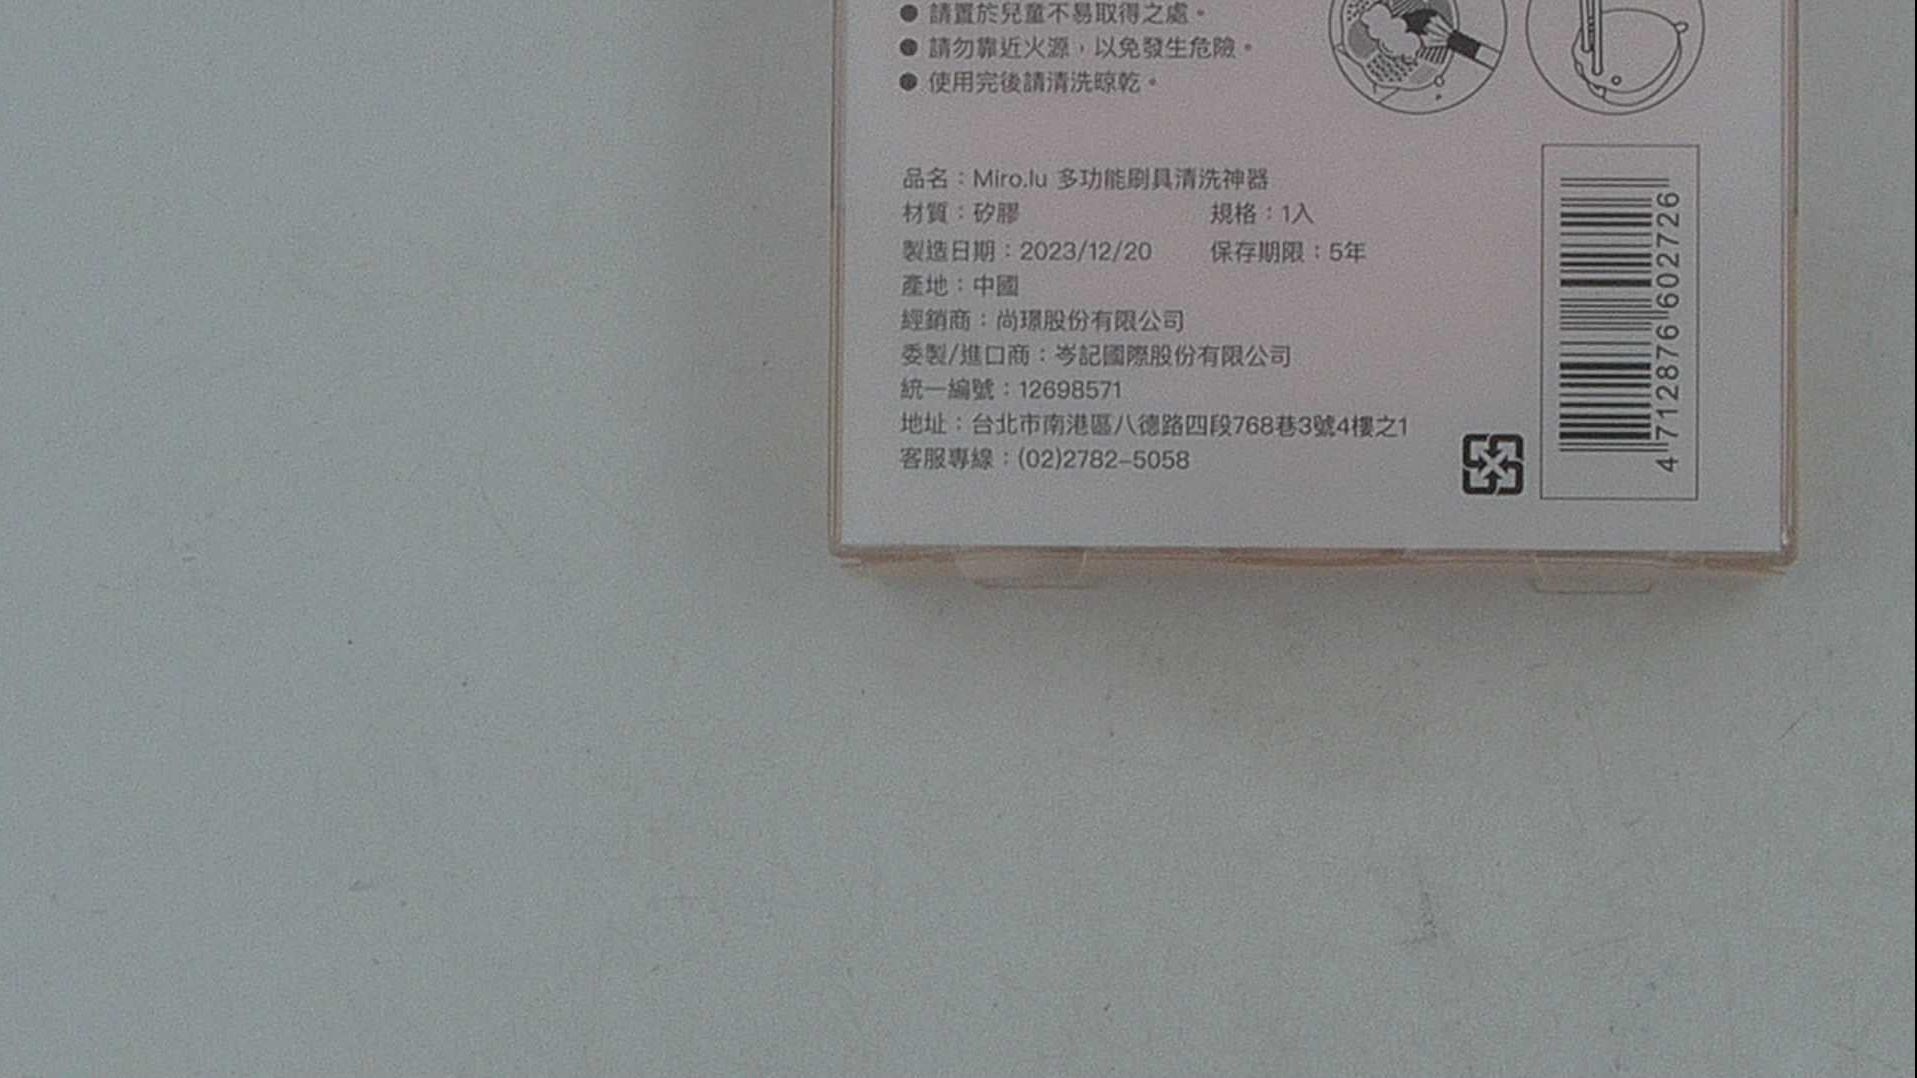 ● 請置於兒童不易取得之處。
● 請勿靠近火源，以免發生危險。
● 使用完後請清洗晾乾。
品名：Miro.lu 多功能刷具清洗神器
材質：矽膠 規格：1入
製造日期：2023/12/20 保存期限：5年
產地：中國
經銷商：尚璟股份有限公司
委製/進口商：岑記國際股份有限公司
統一編號：12698571
地址：台北市南港區八德路四段768巷3號4樓之1
客服專線：(02)2782-5058
4712876602726